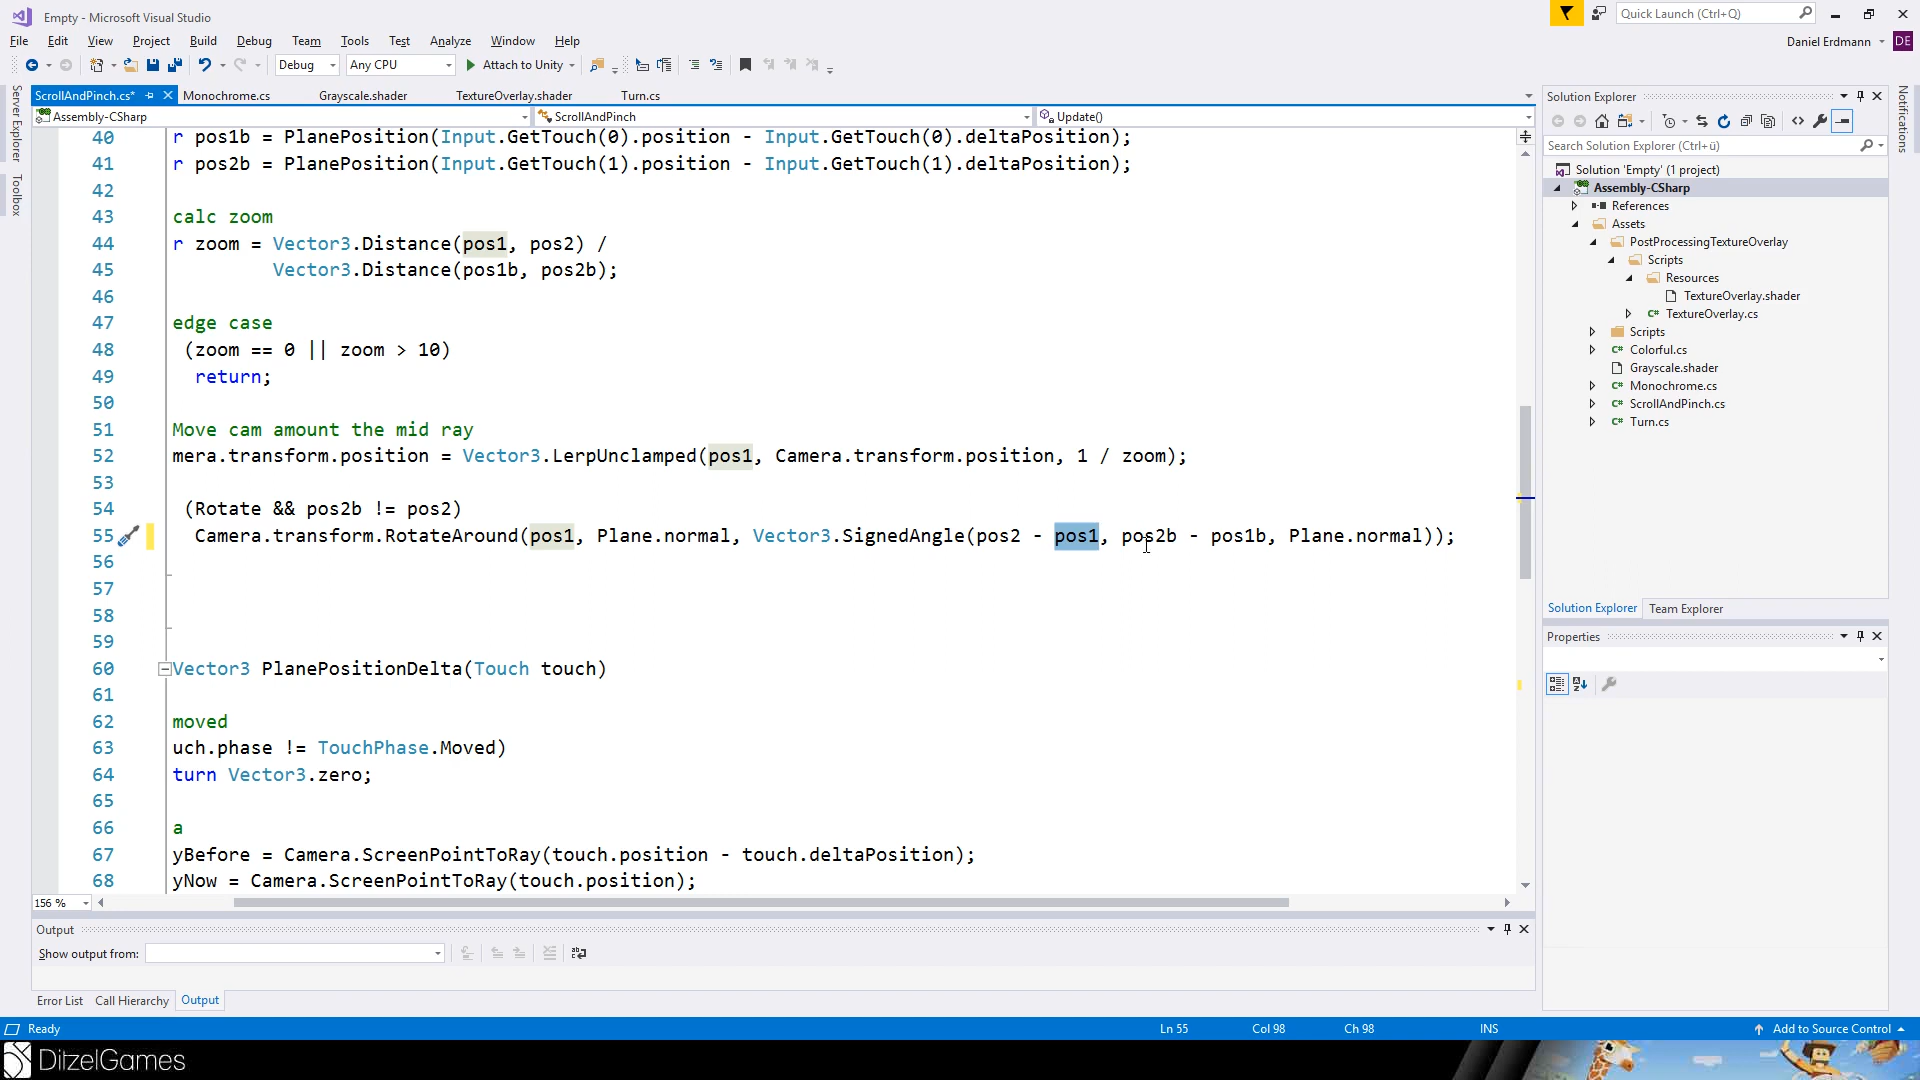 Empty - Microsoft Visual Studio
Quick Launch (Ctrl+Q)
File Edit View Project Build Debug Team Tools Test Analyze Window Help
Daniel Erdmann DE
Debug Any CPU Attach to Unity
Server Explorer
Toolbox
Notifications
ScrollAndPinch.cs* Monochrome.cs Grayscale.shader TextureOverlay.shader Turn.cs
Assembly-CSharp ScrollAndPinch Update()
40 r pos1b = PlanePosition(Input.GetTouch(0).position - Input.GetTouch(0).deltaPosition);
41 r pos2b = PlanePosition(Input.GetTouch(1).position - Input.GetTouch(1).deltaPosition);
42
43 calc zoom
44 r zoom = Vector3.Distance(pos1, pos2) /
45 Vector3.Distance(pos1b, pos2b);
46
47 edge case
48 (zoom == 0 || zoom > 10)
49 return;
50
51 Move cam amount the mid ray
52 mera.transform.position = Vector3.LerpUnclamped(pos1, Camera.transform.position, 1 / zoom);
53
54 (Rotate && pos2b != pos2)
55 Camera.transform.RotateAround(pos1, Plane.normal, Vector3.SignedAngle(pos2 - pos1, pos2b - pos1b, Plane.normal));
56
57
58
59
60 Vector3 PlanePositionDelta(Touch touch)
61
62 moved
63 uch.phase != TouchPhase.Moved)
64 turn Vector3.zero;
65
66 a
67 yBefore = Camera.ScreenPointToRay(touch.position - touch.deltaPosition);
68 yNow = Camera.ScreenPointToRay(touch.position);
156 %
Output
Show output from:
Error List Call Hierarchy Output
Solution Explorer
Search Solution Explorer (Ctrl+ü)
Solution 'Empty' (1 project)
Assembly-CSharp
References
Assets
PostProcessingTextureOverlay
Scripts
Resources
TextureOverlay.shader
TextureOverlay.cs
Scripts
Colorful.cs
Grayscale.shader
Monochrome.cs
ScrollAndPinch.cs
Turn.cs
Solution Explorer Team Explorer
Properties
Ready Ln 55 Col 98 Ch 98 INS Add to Source Control
DitzelGames